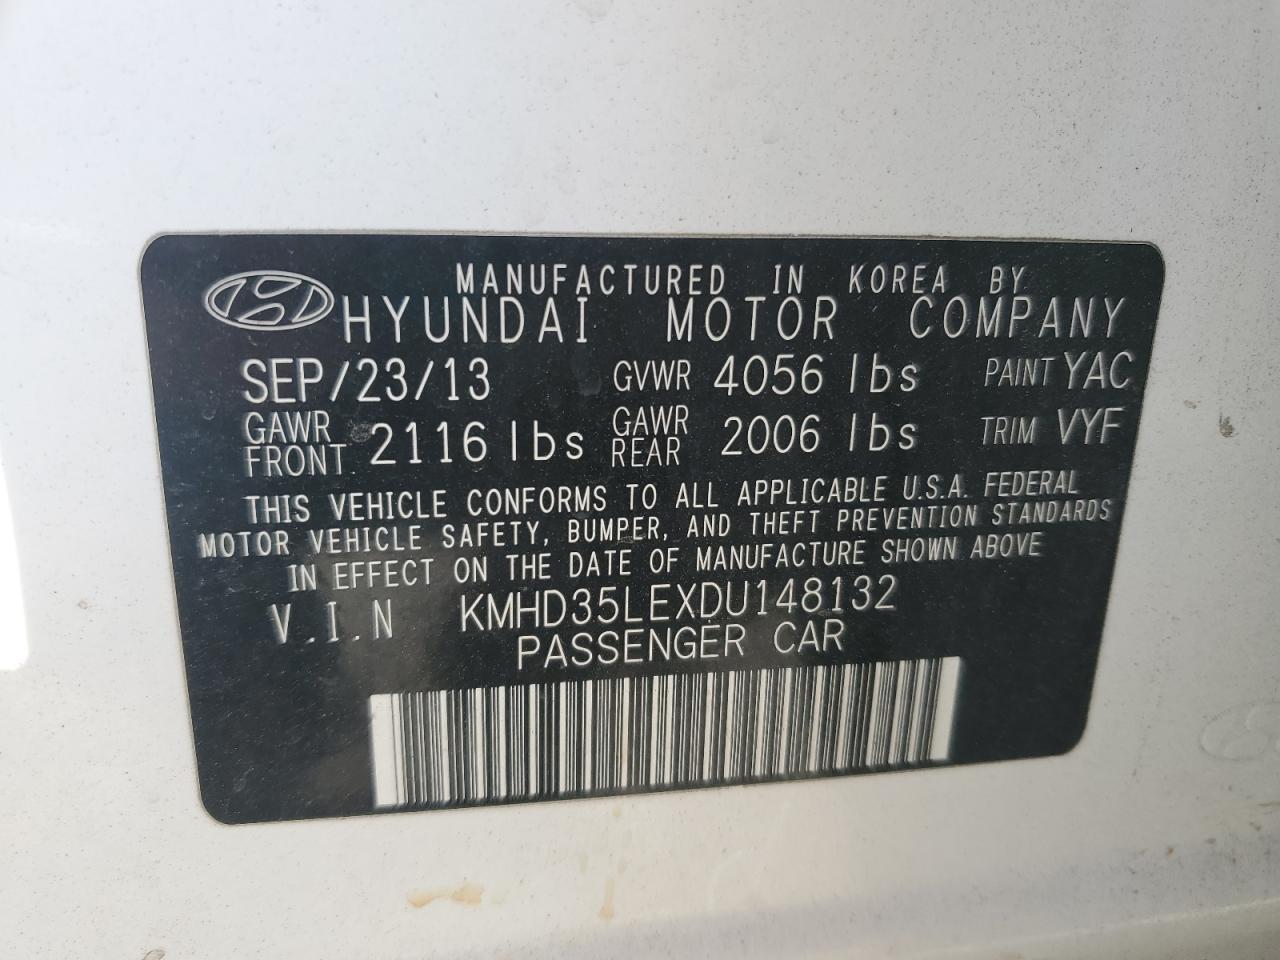 MANUFACTURED IN KOREA BY
HYUNDAI MOTOR COMPANY
SEP/23/13 GVWR 4056 lbs PAINT YAC
GAWR FRONT 2116 lbs GAWR REAR 2006 lbs TRIM VYF
THIS VEHICLE CONFORMS TO ALL APPLICABLE U.S.A. FEDERAL
MOTOR VEHICLE SAFETY, BUMPER, AND THEFT PREVENTION STANDARDS
IN EFFECT ON THE DATE OF MANUFACTURE SHOWN ABOVE
V.I.N KMHD35LEXDU148132
PASSENGER CAR